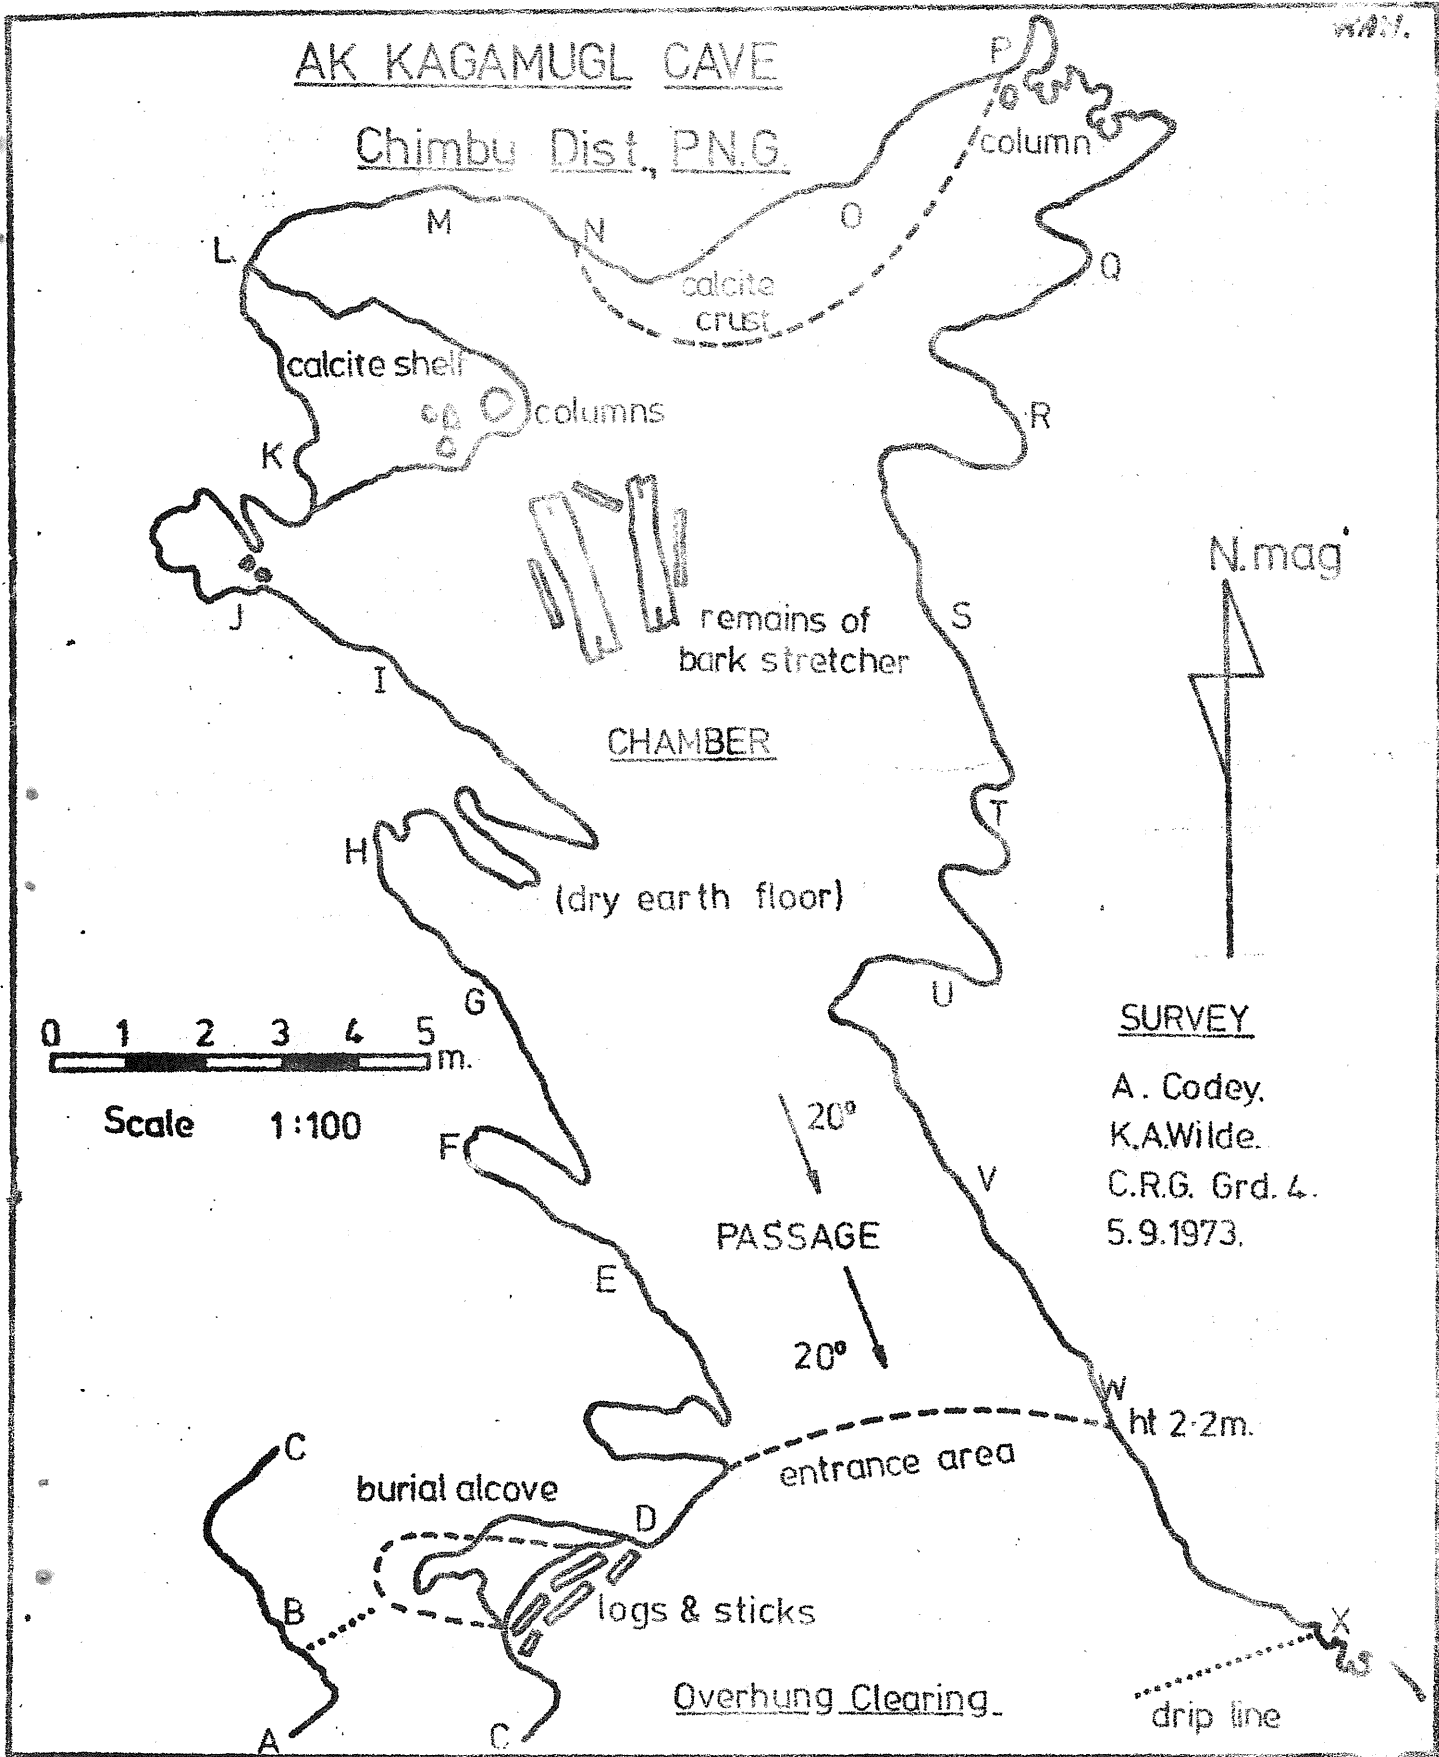 AK KAGAMUGL CAVE
Chimbu Dist., P.N.G.
P
column
M
N
O
L
Q
calcite
crust
calcite shelf
columns
R
K
N.mag
J
remains of
bark stretcher
S
I
CHAMBER
T
H
(dry earth floor)
G
U
0 1 2 3 4 5 m.
Scale 1:100
SURVEY
A. Codey.
K.A.Wilde.
C.R.G. Grd. 4.
5.9.1973.
20°
F
V
PASSAGE
E
20°
W
ht 2·2m.
entrance area
C
burial alcove
D
B
logs & sticks
X
Overhung Clearing
drip line
A
C